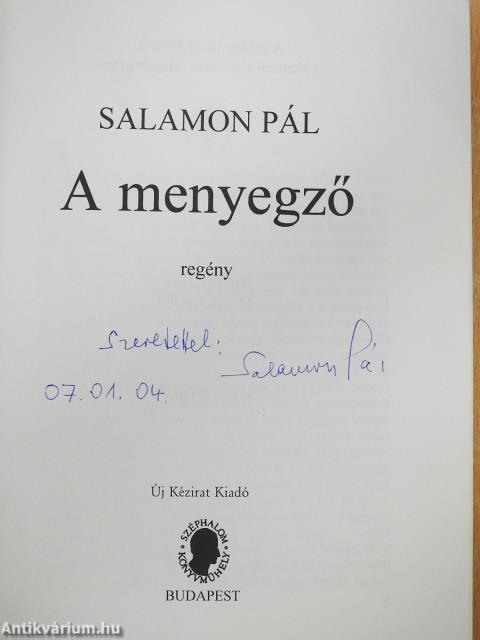 SALAMON PÁL
A menyegző
regény
Szeretettel:
Salamon Pál
07.01.04.
Új Kézirat Kiadó
SZÉPHALOM
KÖNYVMŰHELY
BUDAPEST
Antikvárium.hu